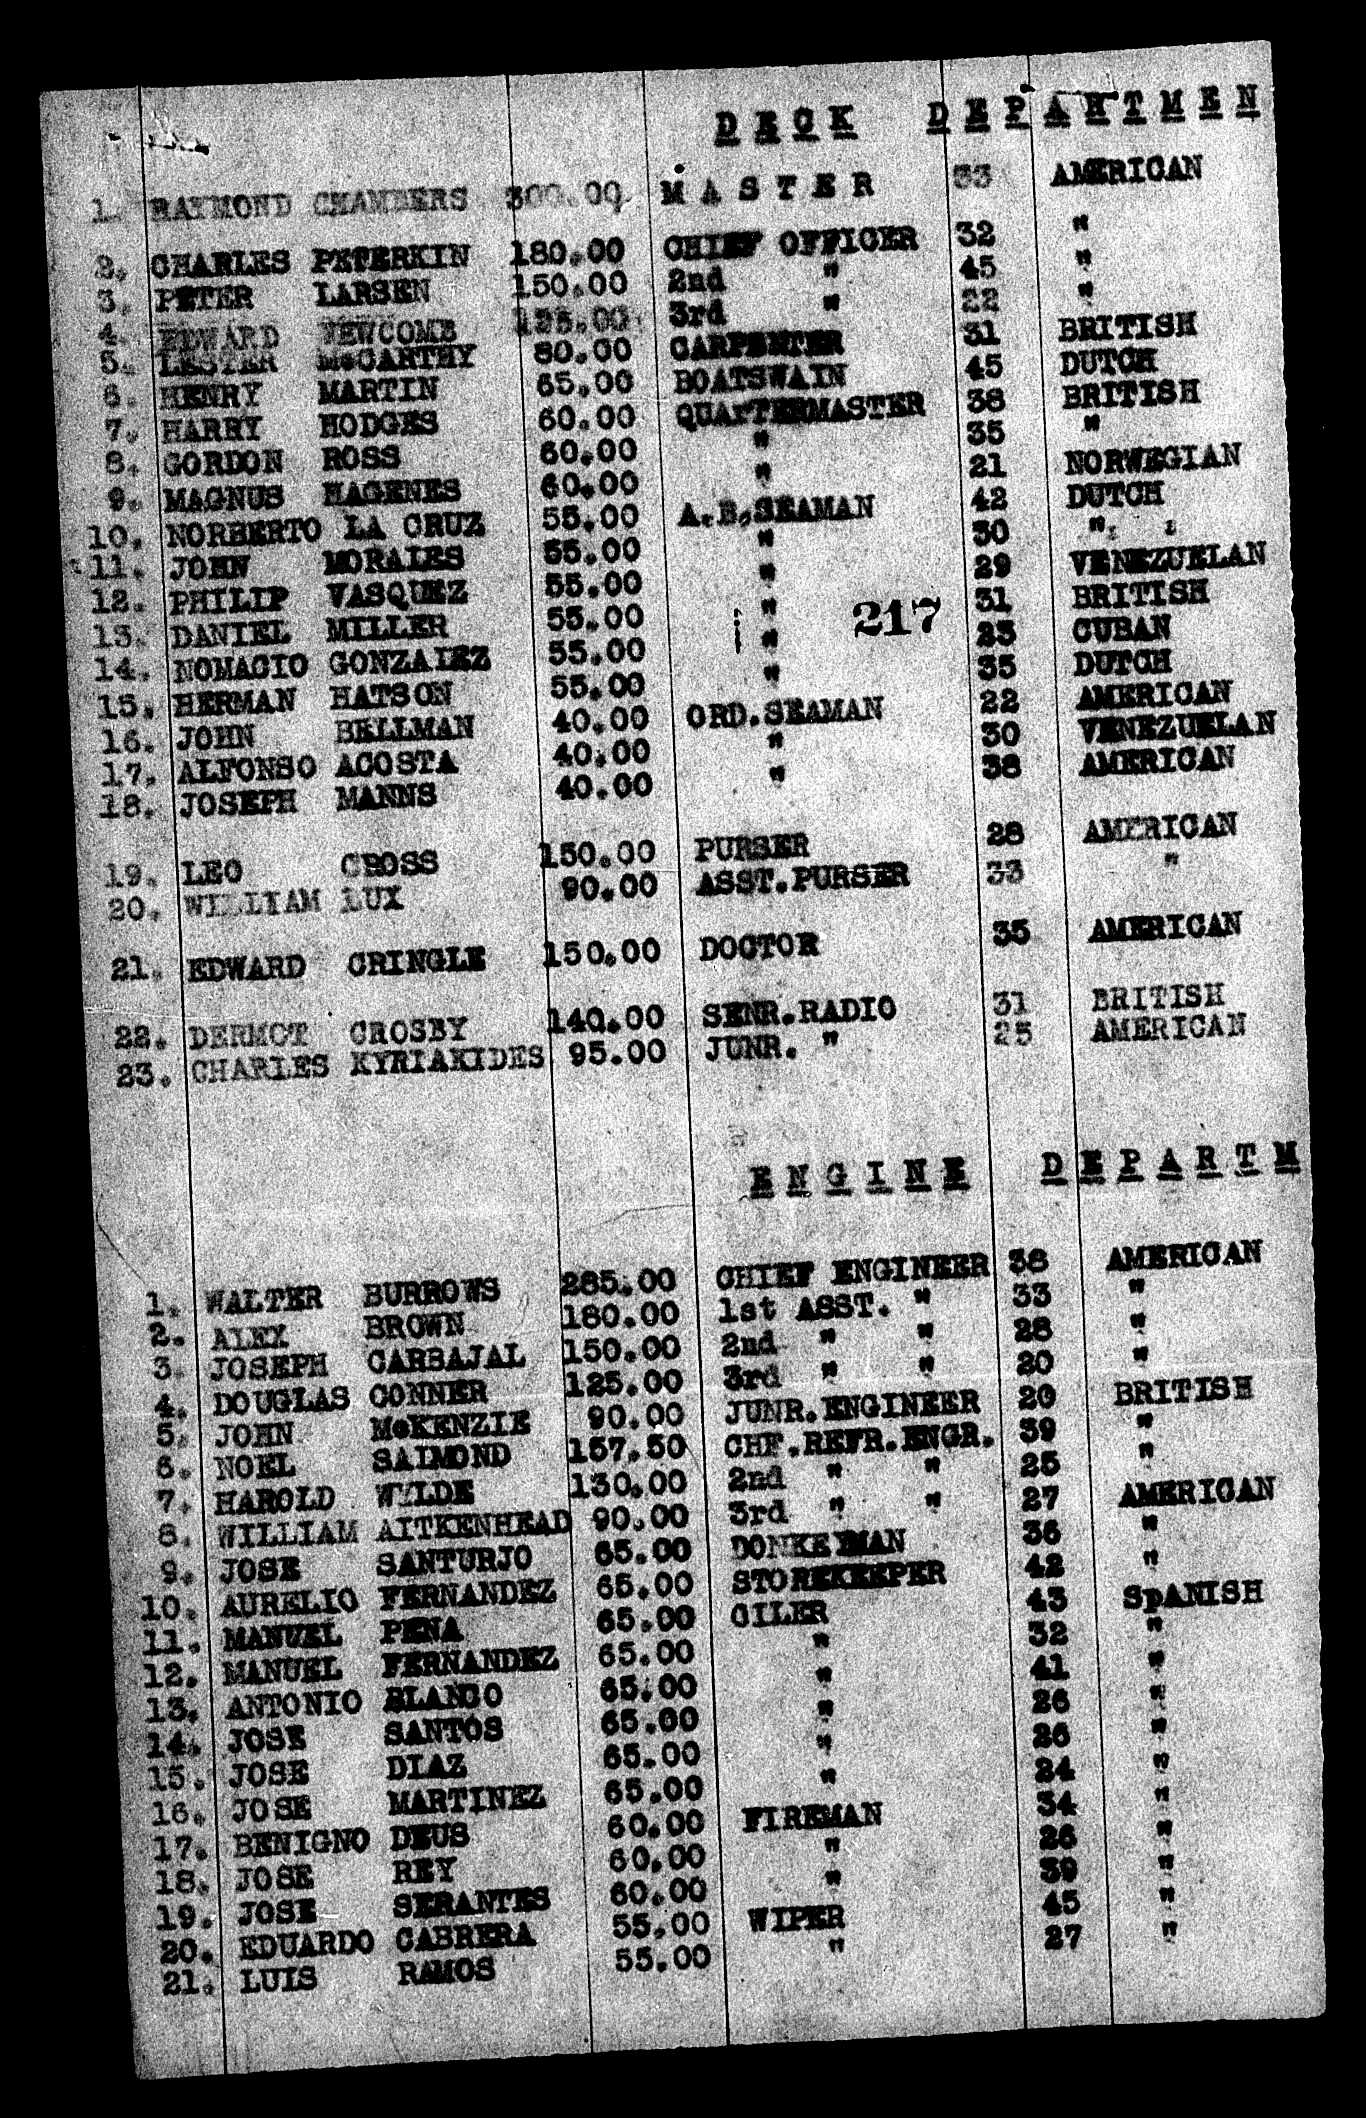 DECK DEPARTMEN
1. RAYMOND CHAMBERS 300.00 MASTER 33 AMERICAN
2. CHARLES PETERKIN 180.00 CHIEF OFFICER 32 "
3. PETER LARSEN 150.00 2nd " 45 "
4. EDWARD NEWCOMB 125.00 3rd " 22 "
5. LESTER McCARTHY 80.00 CARPENTER 31 BRITISH
6. HENRY MARTIN 65.00 BOATSWAIN 45 DUTCH
7. HARRY HODGES 60.00 QUARTERMASTER 38 BRITISH
8. GORDON ROSS 60.00 " 35 "
9. MAGNUS HAGENES 60.00 " 21 NORWEGIAN
10. NORBERTO LA CRUZ 55.00 A.B.SEAMAN 42 DUTCH
11. JOHN MORALES 55.00 " 30 "
12. PHILIP VASQUEZ 55.00 " 29 VENEZUELAN
13. DANIEL MILLER 55.00 " 217 31 BRITISH
14. NOMACIO GONZALEZ 55.00 " 23 CUBAN
15. HERMAN HATSON 55.00 " 35 DUTCH
16. JOHN BELLMAN 40.00 ORD.SEAMAN 22 AMERICAN
17. ALFONSO ACOSTA 40.00 " 30 VENEZUELAN
18. JOSEPH MANNS 40.00 " 38 AMERICAN
19. LEO CROSS 150.00 PURSER 28 AMERICAN
20. WILLIAM LUX 90.00 ASST.PURSER 33 "
21. EDWARD CRINGLE 150.00 DOCTOR 35 AMERICAN
22. DERMOT CROSBY 140.00 SENR.RADIO 31 BRITISH
23. CHARLES KYRIAKIDES 95.00 JUNR. " 25 AMERICAN
ENGINE DEPARTM
1. WALTER BURROWS 285.00 CHIEF ENGINEER 38 AMERICAN
2. ALEX BROWN 180.00 1st ASST. " 33 "
3. JOSEPH CARBAJAL 150.00 2nd " " 28 "
4. DOUGLAS CONNER 125.00 3rd " " 20 "
5. JOHN McKENZIE 90.00 JUNR.ENGINEER 20 BRITISH
6. NOEL SALMOND 157.50 CHF.REFR.ENGR. 39 "
7. HAROLD WYLDE 130.00 2nd " " 25 "
8. WILLIAM AITKENHEAD 90.00 3rd " " 27 AMERICAN
9. JOSE SANTURJO 65.00 DONKEYMAN 36 "
10. AURELIO FERNANDEZ 65.00 STOREKEEPER 42 "
11. MANUEL PENA 65.00 OILER 43 SpANISH
12. MANUEL FERNANDEZ 65.00 " 32 "
13. ANTONIO BLANCO 65.00 " 41 "
14. JOSE SANTOS 65.00 " 26 "
15. JOSE DIAZ 65.00 " 26 "
16. JOSE MARTINEZ 65.00 " 24 "
17. BENIGNO DEUS 60.00 FIREMAN 34 "
18. JOSE REY 60.00 " 26 "
19. JOSE SERANTES 60.00 " 39 "
20. EDUARDO CABRERA 55.00 WIPER 45 "
21. LUIS RAMOS 55.00 " 27 "